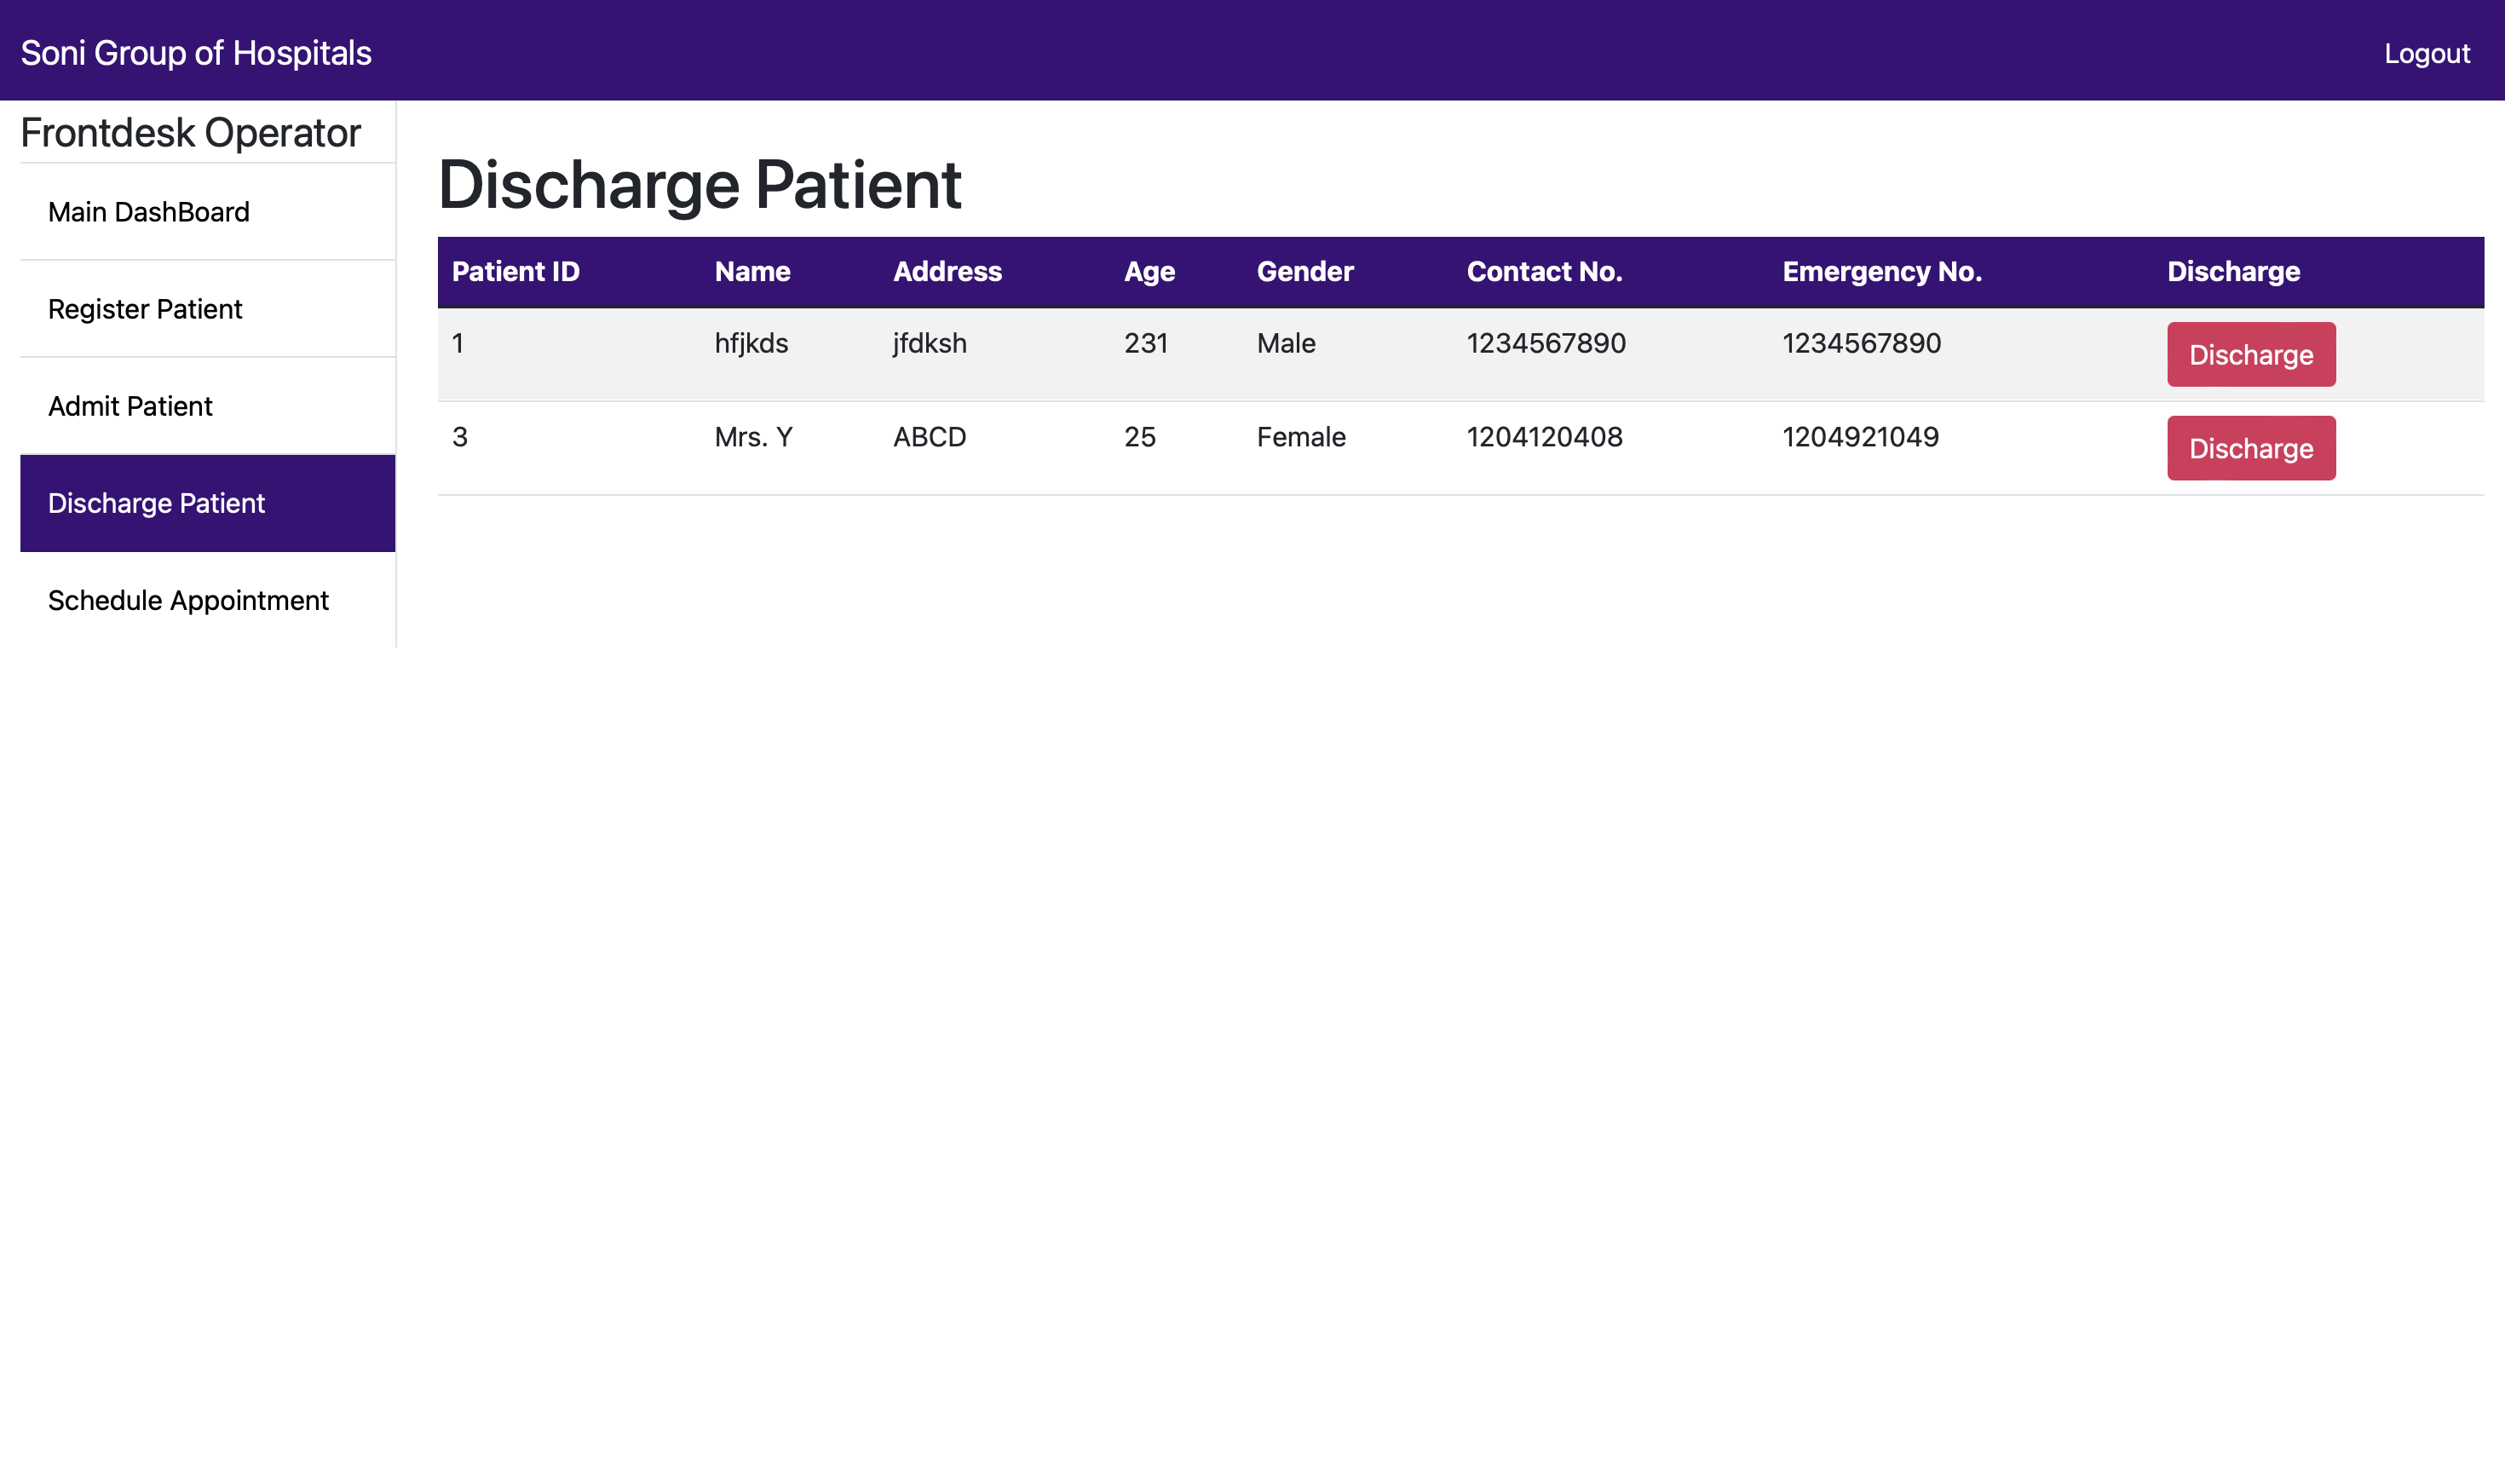 Soni Group of Hospitals
Logout
Frontdesk Operator
Main DashBoard
Register Patient
Admit Patient
Discharge Patient
Schedule Appointment
Discharge Patient
Patient ID Name Address Age Gender Contact No. Emergency No. Discharge
1 hfjkds jfdksh 231 Male 1234567890 1234567890 Discharge
3 Mrs. Y ABCD 25 Female 1204120408 1204921049 Discharge